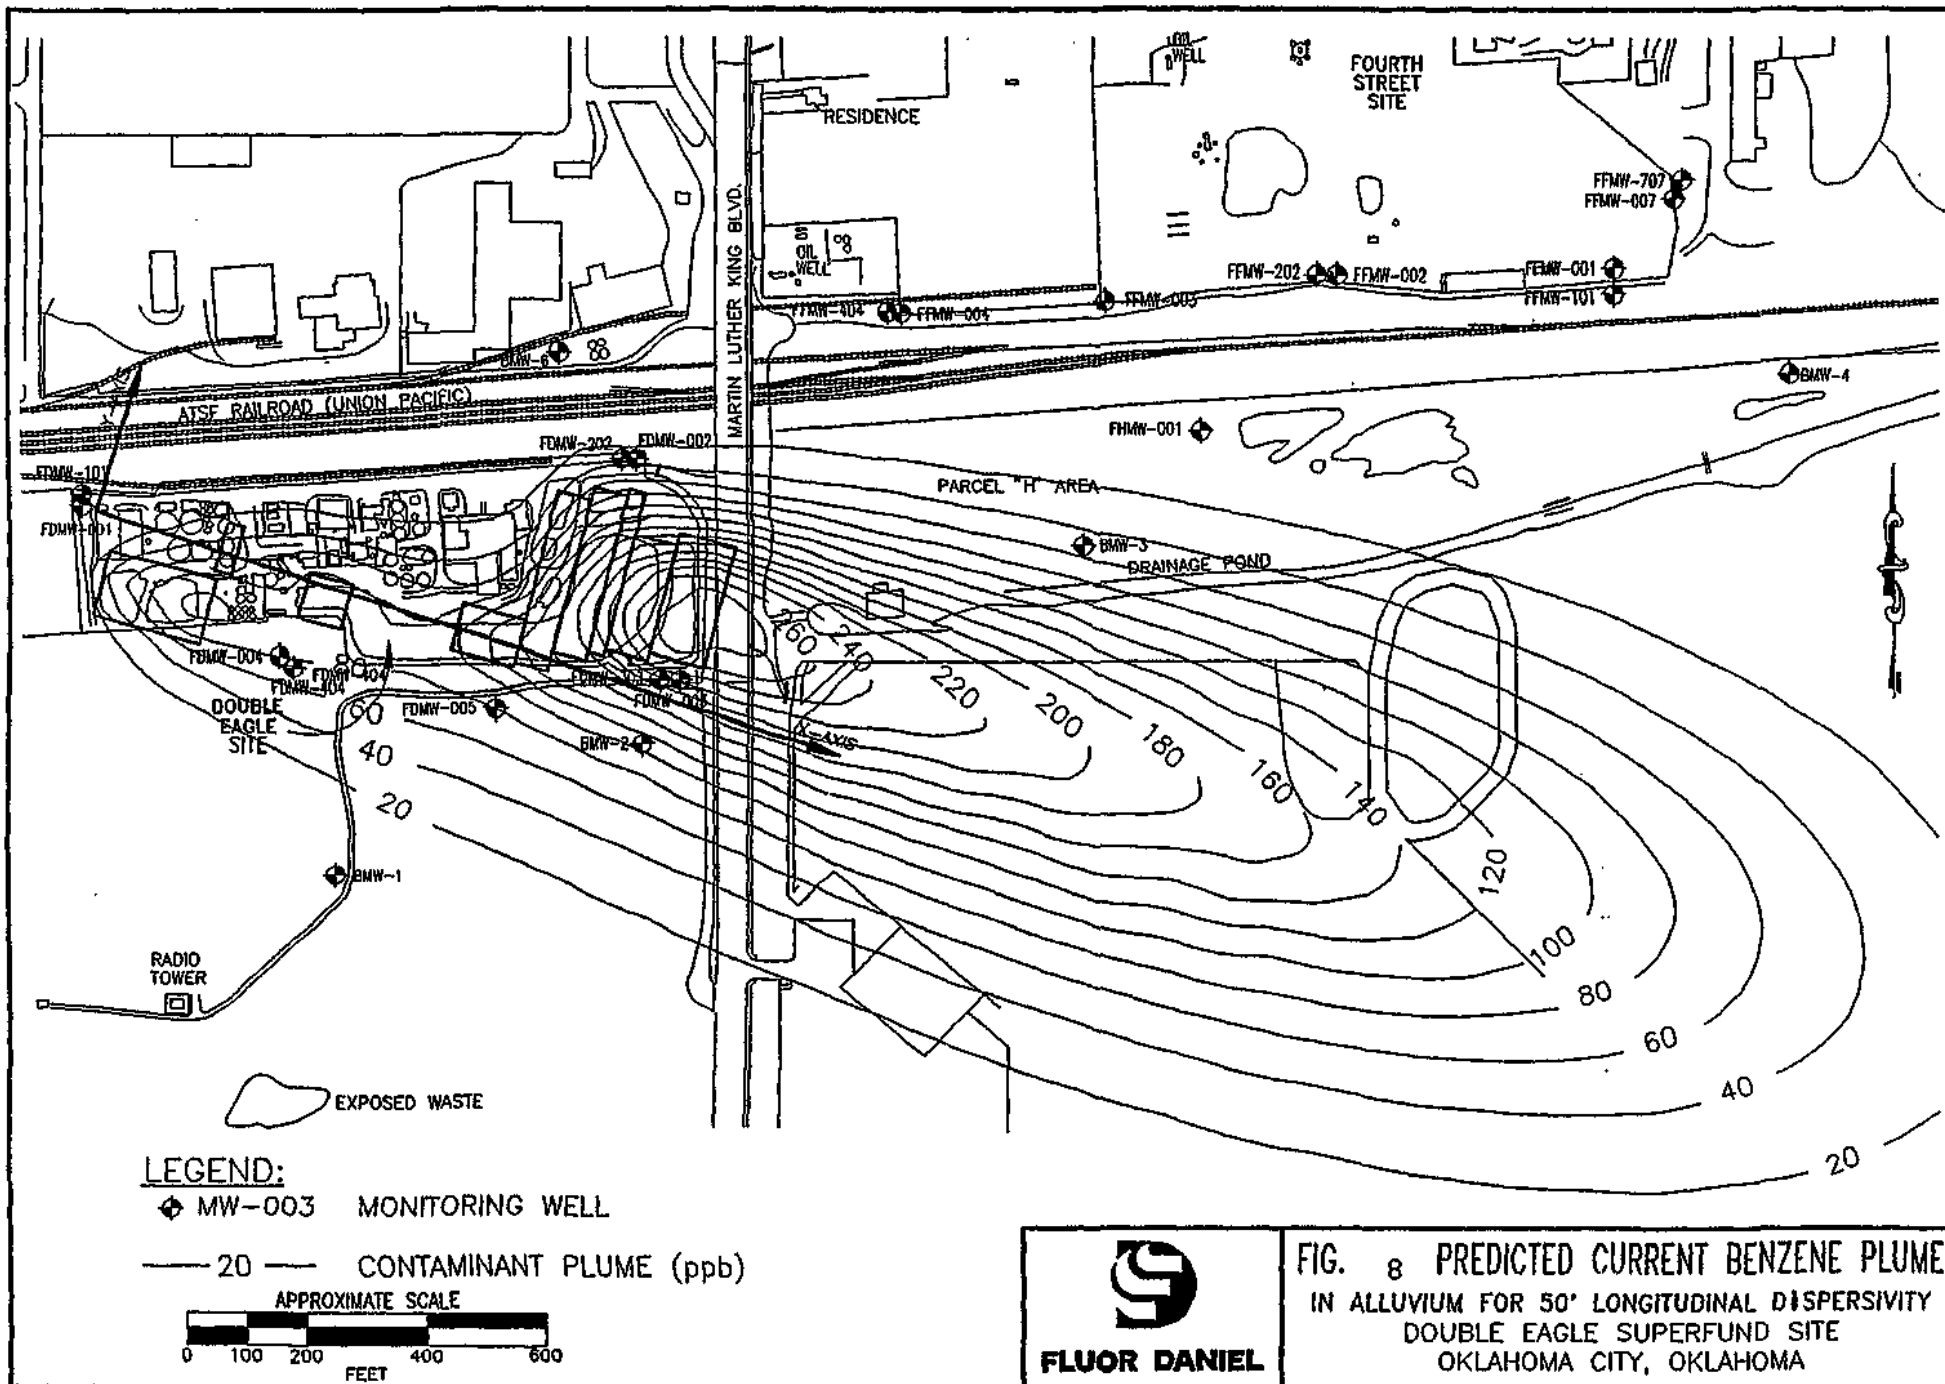 OIL
WELL
FOURTH
STREET
SITE
RESIDENCE
MARTIN LUTHER KING BLVD.
OIL
WELL
FFMW-707
FFMW-007
FFMW-202
FFMW-002
FFMW-001
FFMW-101
FFMW-404
FFMW-004
FFMW-003
BMW-6
BMW-4
ATSF RAILROAD (UNION PACIFIC)
FHMW-001
FDMW-202
FDMW-002
FDMW-101
PARCEL "H" AREA
FDMW-001
BMW-3
DRAINAGE POND
FDMW-004
FDMW-404
DOUBLE
EAGLE
SITE
FDMW-005
BMW-2
X-AXIS
260
240
220
200
180
160
140
120
100
80
60
40
20
60
40
20
BMW-1
RADIO
TOWER
EXPOSED WASTE
LEGEND:
MW-003 MONITORING WELL
20 CONTAMINANT PLUME (ppb)
APPROXIMATE SCALE
0 100 200 400 600
FEET
FLUOR DANIEL
FIG. 8 PREDICTED CURRENT BENZENE PLUME
IN ALLUVIUM FOR 50' LONGITUDINAL DISPERSIVITY
DOUBLE EAGLE SUPERFUND SITE
OKLAHOMA CITY, OKLAHOMA